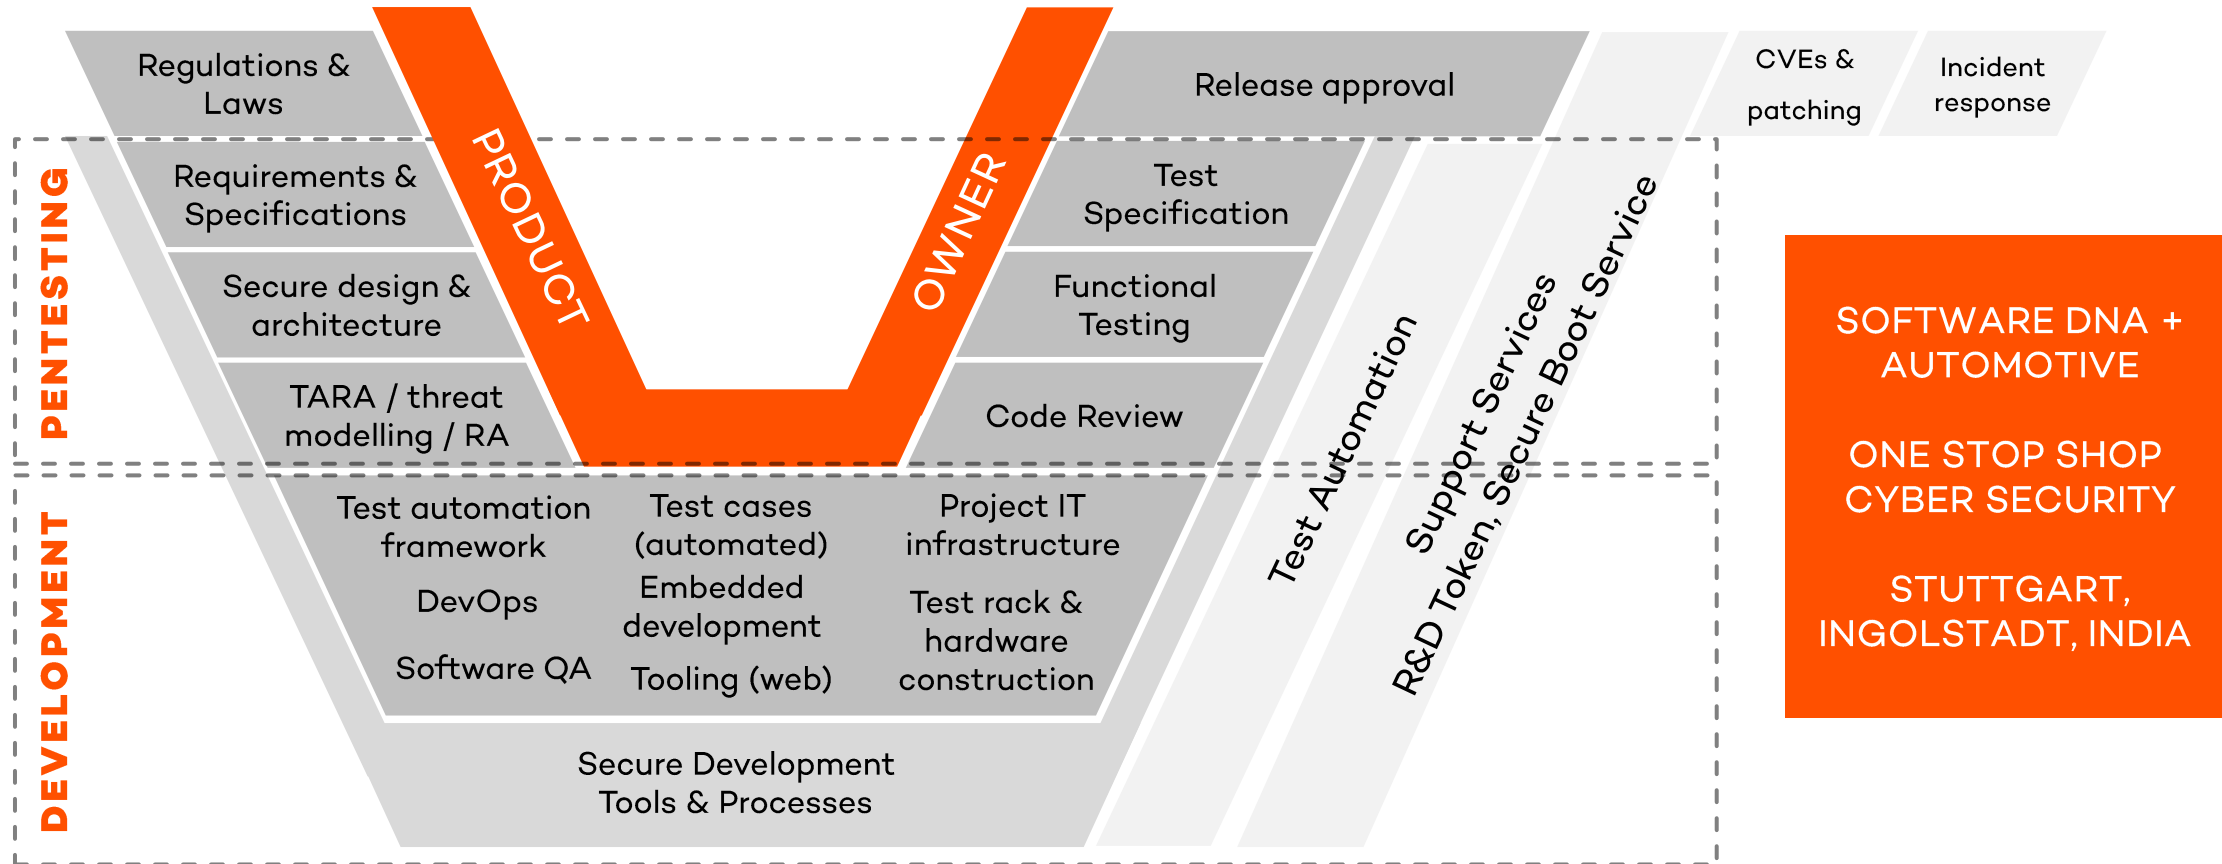 Regulations &
Laws
PRODUCT
OWNER
Release approval
CVEs &
patching
Incident
response
PENTESTING
Requirements &
Specifications
Secure design &
architecture
TARA / threat
modelling / RA
Test
Specification
Functional
Testing
Code Review
Test Automation
Support Services
R&D Token, Secure Boot Service
DEVELOPMENT
Test automation
framework
DevOps
Software QA
Test cases
(automated)
Embedded
development
Tooling (web)
Project IT
infrastructure
Test rack &
hardware
construction
Secure Development
Tools & Processes
SOFTWARE DNA +
AUTOMOTIVE
ONE STOP SHOP
CYBER SECURITY
STUTTGART,
INGOLSTADT, INDIA